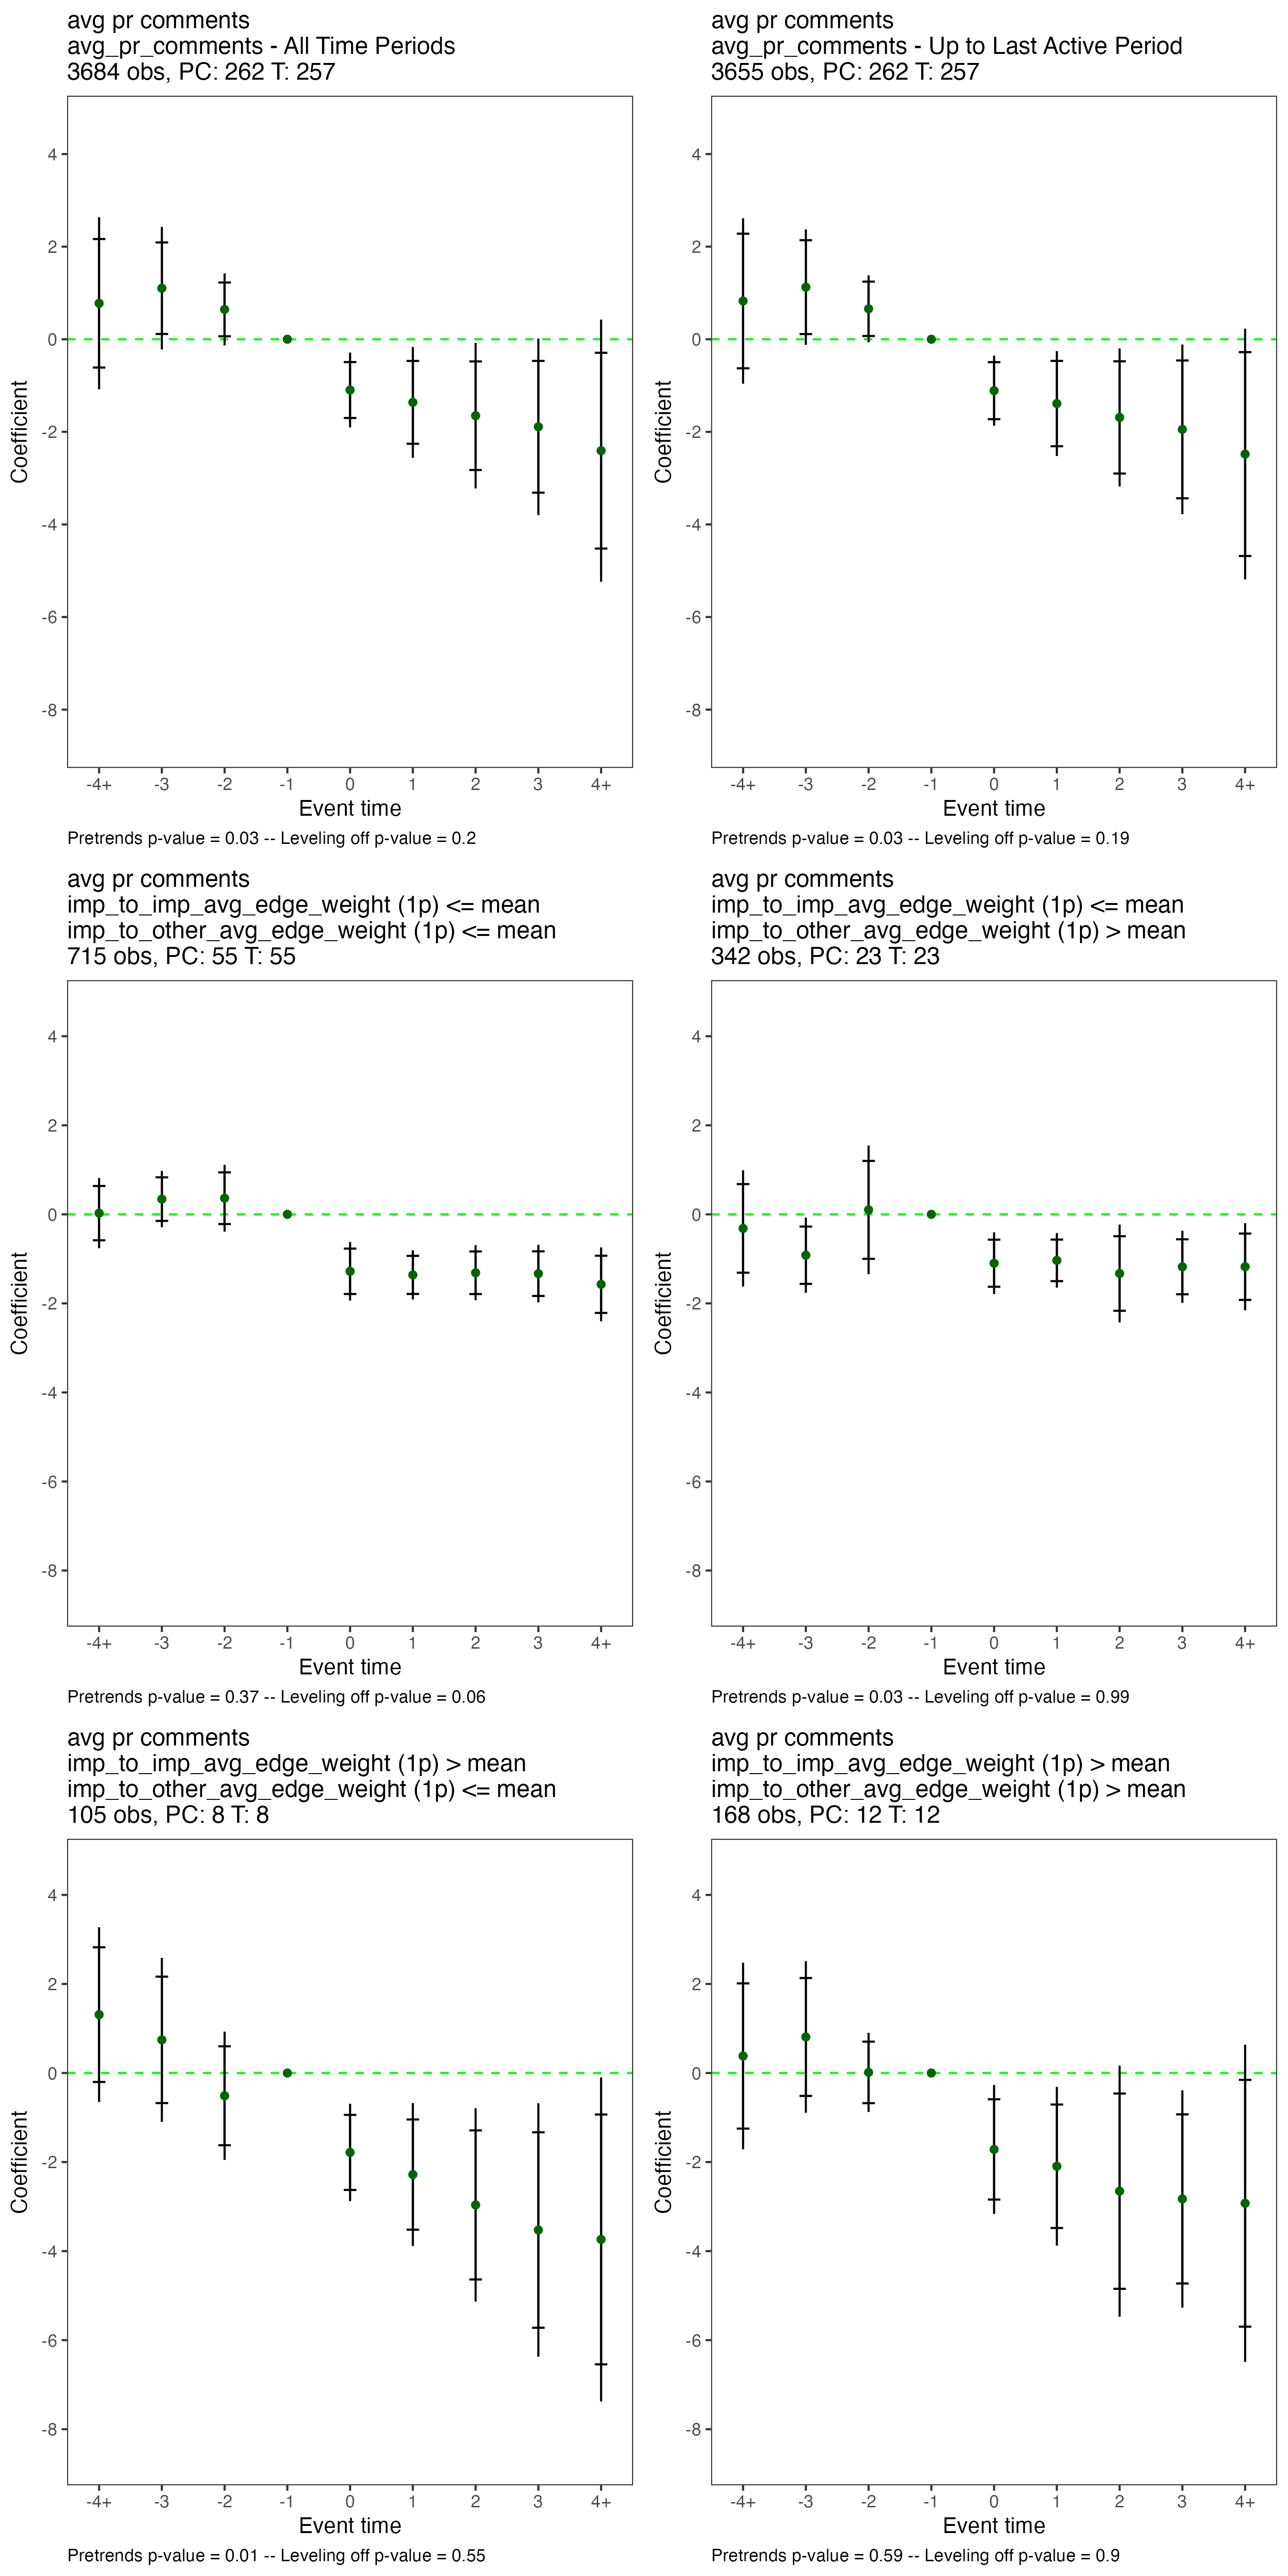 avg pr comments
avg_pr_comments - All Time Periods
3684 obs, PC: 262 T: 257
4
2
0
-2
-4
-6
-8
Coefficient
-4+ -3 -2 -1 0 1 2 3 4+
Event time
Pretrends p-value = 0.03 -- Leveling off p-value = 0.2
avg pr comments
avg_pr_comments - Up to Last Active Period
3655 obs, PC: 262 T: 257
4
2
0
-2
-4
-6
-8
Coefficient
-4+ -3 -2 -1 0 1 2 3 4+
Event time
Pretrends p-value = 0.03 -- Leveling off p-value = 0.19
avg pr comments
imp_to_imp_avg_edge_weight (1p) <= mean
imp_to_other_avg_edge_weight (1p) <= mean
715 obs, PC: 55 T: 55
4
2
0
-2
-4
-6
-8
Coefficient
-4+ -3 -2 -1 0 1 2 3 4+
Event time
Pretrends p-value = 0.37 -- Leveling off p-value = 0.06
avg pr comments
imp_to_imp_avg_edge_weight (1p) <= mean
imp_to_other_avg_edge_weight (1p) > mean
342 obs, PC: 23 T: 23
4
2
0
-2
-4
-6
-8
Coefficient
-4+ -3 -2 -1 0 1 2 3 4+
Event time
Pretrends p-value = 0.03 -- Leveling off p-value = 0.99
avg pr comments
imp_to_imp_avg_edge_weight (1p) > mean
imp_to_other_avg_edge_weight (1p) <= mean
105 obs, PC: 8 T: 8
4
2
0
-2
-4
-6
-8
Coefficient
-4+ -3 -2 -1 0 1 2 3 4+
Event time
Pretrends p-value = 0.01 -- Leveling off p-value = 0.55
avg pr comments
imp_to_imp_avg_edge_weight (1p) > mean
imp_to_other_avg_edge_weight (1p) > mean
168 obs, PC: 12 T: 12
4
2
0
-2
-4
-6
-8
Coefficient
-4+ -3 -2 -1 0 1 2 3 4+
Event time
Pretrends p-value = 0.59 -- Leveling off p-value = 0.9